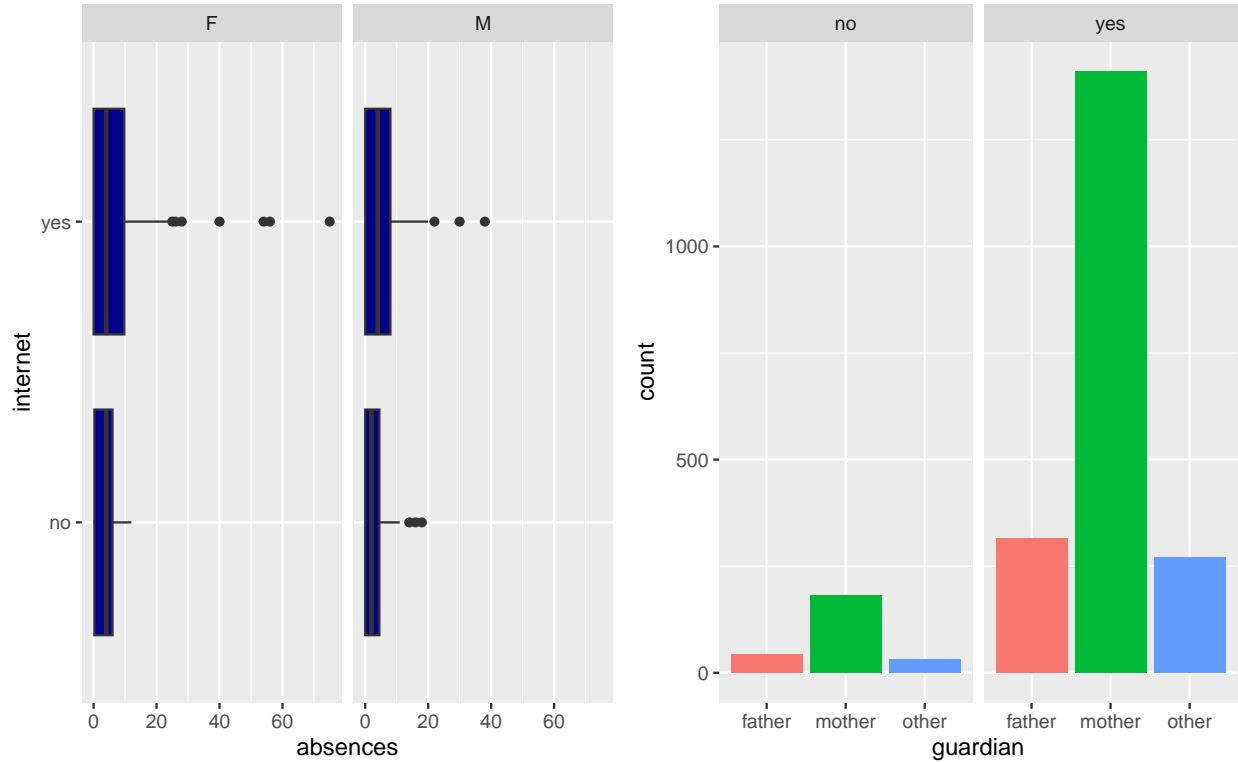 F M
internet
yes
no
0 20 40 60 0 20 40 60
absences
no yes
count
1000
500
0
father mother other father mother other
guardian